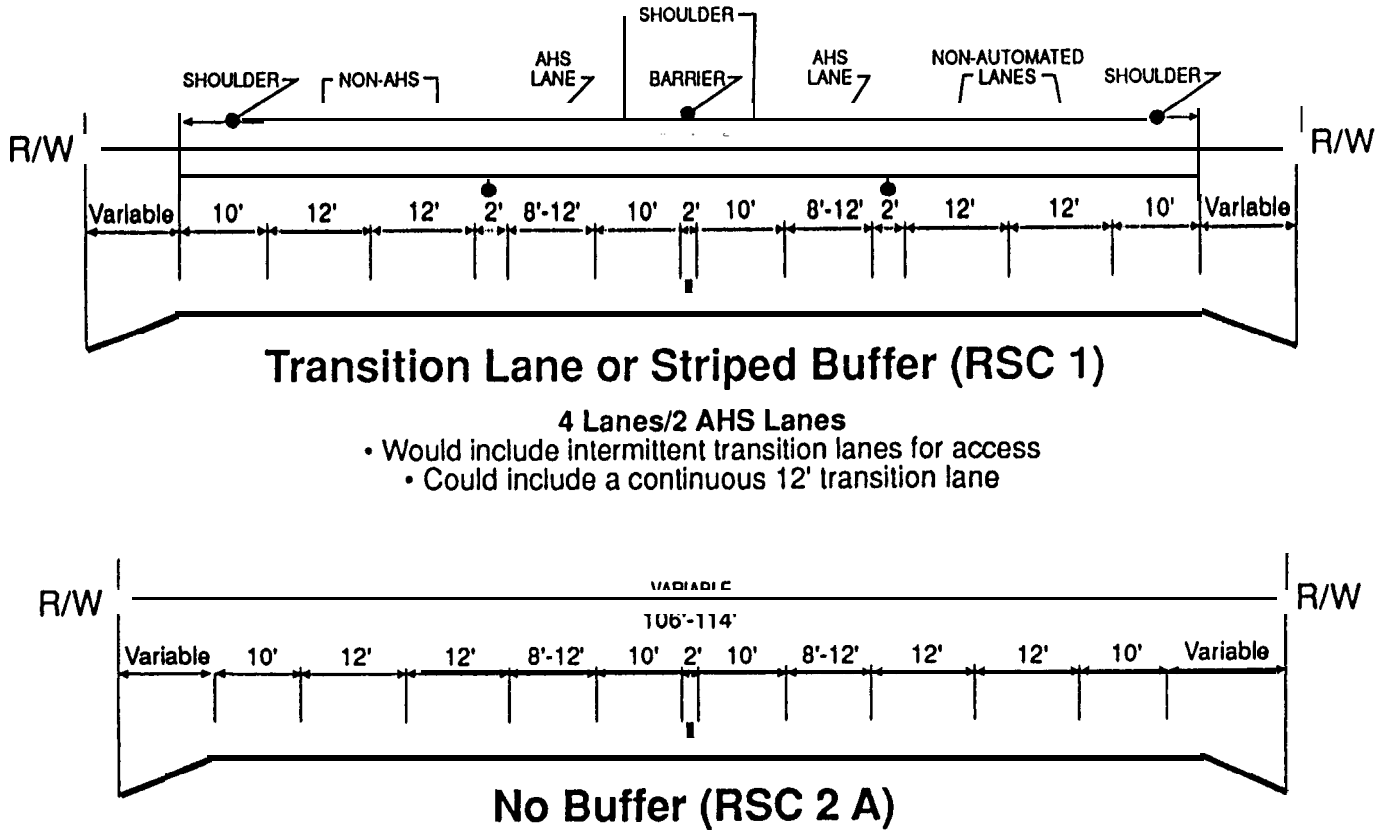 SHOULDER
SHOULDER NON-AHS AHS LANE BARRIER AHS LANE NON-AUTOMATED LANES SHOULDER
R/W R/W
Variable 10' 12' 12' 2' 8'-12' 10' 2' 10' 8'-12' 2' 12' 12' 10' Variable
Transition Lane or Striped Buffer (RSC 1)
4 Lanes/2 AHS Lanes
• Would include intermittent transition lanes for access
• Could include a continuous 12' transition lane
VARIABLE
R/W R/W
106'-114'
Variable 10' 12' 12' 8'-12' 10' 2' 10' 8'-12' 12' 12' 10' Variable
No Buffer (RSC 2 A)